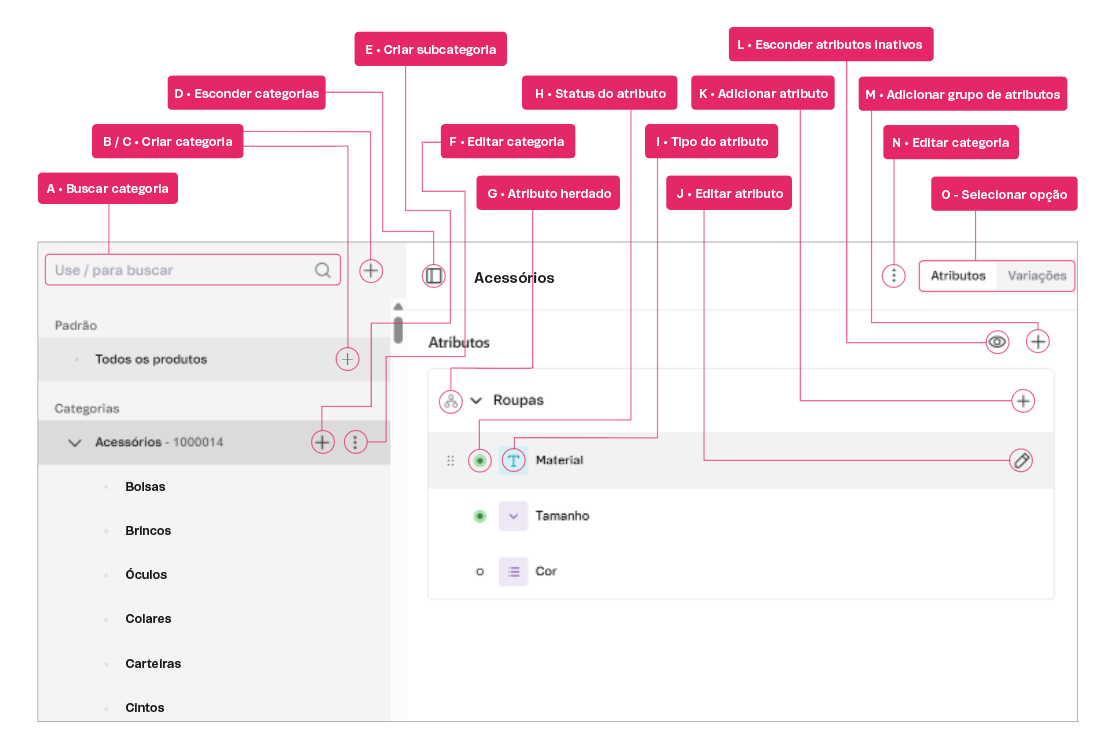 E • Criar subcategoria
L • Esconder atributos inativos
D • Esconder categorias
H • Status do atributo
K • Adicionar atributo
M • Adicionar grupo de atributos
B / C • Criar categoria
F • Editar categoria
I • Tipo do atributo
N • Editar categoria
A • Buscar categoria
G • Atributo herdado
J • Editar atributo
O - Selecionar opção
Use / para buscar
Acessórios
Atributos
Variações
Padrão
Todos os produtos
Categorias
Acessórios - 1000014
Bolsas
Brincos
Óculos
Colares
Carteiras
Cintos
Atributos
Roupas
T
Material
Tamanho
Cor